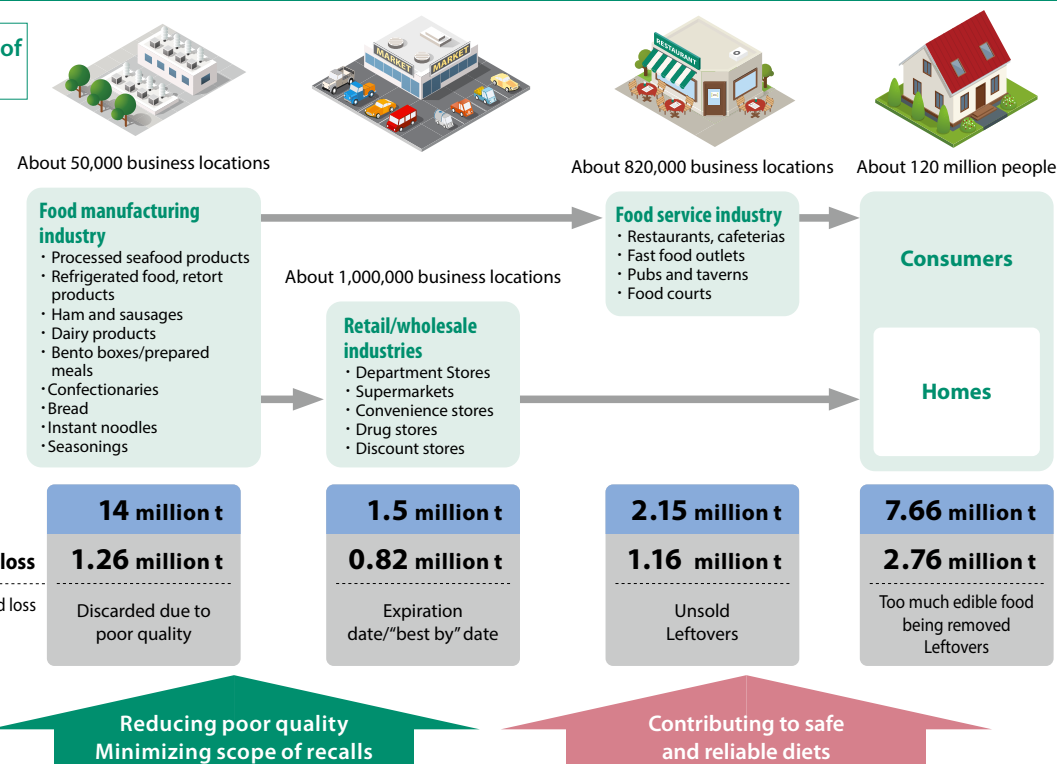 of
MARKET
MARKET
RESTAURANT
About 50,000 business locations
About 820,000 business locations
About 120 million people
Food manufacturing
industry
・Processed seafood products
・Refrigerated food, retort
products
・Ham and sausages
・Dairy products
・Bento boxes/prepared
meals
・Confectionaries
・Bread
・Instant noodles
・Seasonings
About 1,000,000 business locations
Retail/wholesale
industries
・Department Stores
・Supermarkets
・Convenience stores
・Drug stores
・Discount stores
Food service industry
・Restaurants, cafeterias
・Fast food outlets
・Pubs and taverns
・Food courts
Consumers
Homes
14 million t
1.5 million t
2.15 million t
7.66 million t
loss
1.26 million t
0.82 million t
1.16 million t
2.76 million t
d loss
Discarded due to
poor quality
Expiration
date/“best by” date
Unsold
Leftovers
Too much edible food
being removed
Leftovers
Reducing poor quality
Minimizing scope of recalls
Contributing to safe
and reliable diets